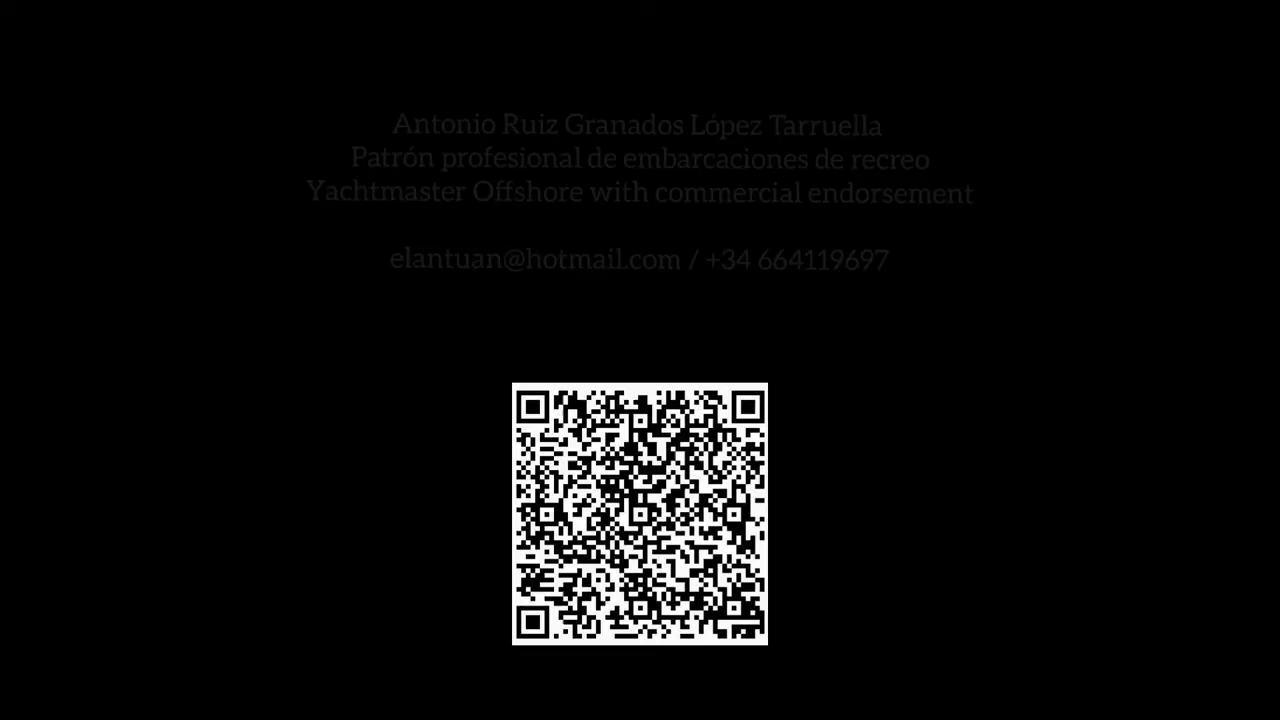 Antonio Ruiz Granados López Tarruella
Patrón profesional de embarcaciones de recreo
Yachtmaster Offshore with commercial endorsement
elantuan@hotmail.com / +34 664119697